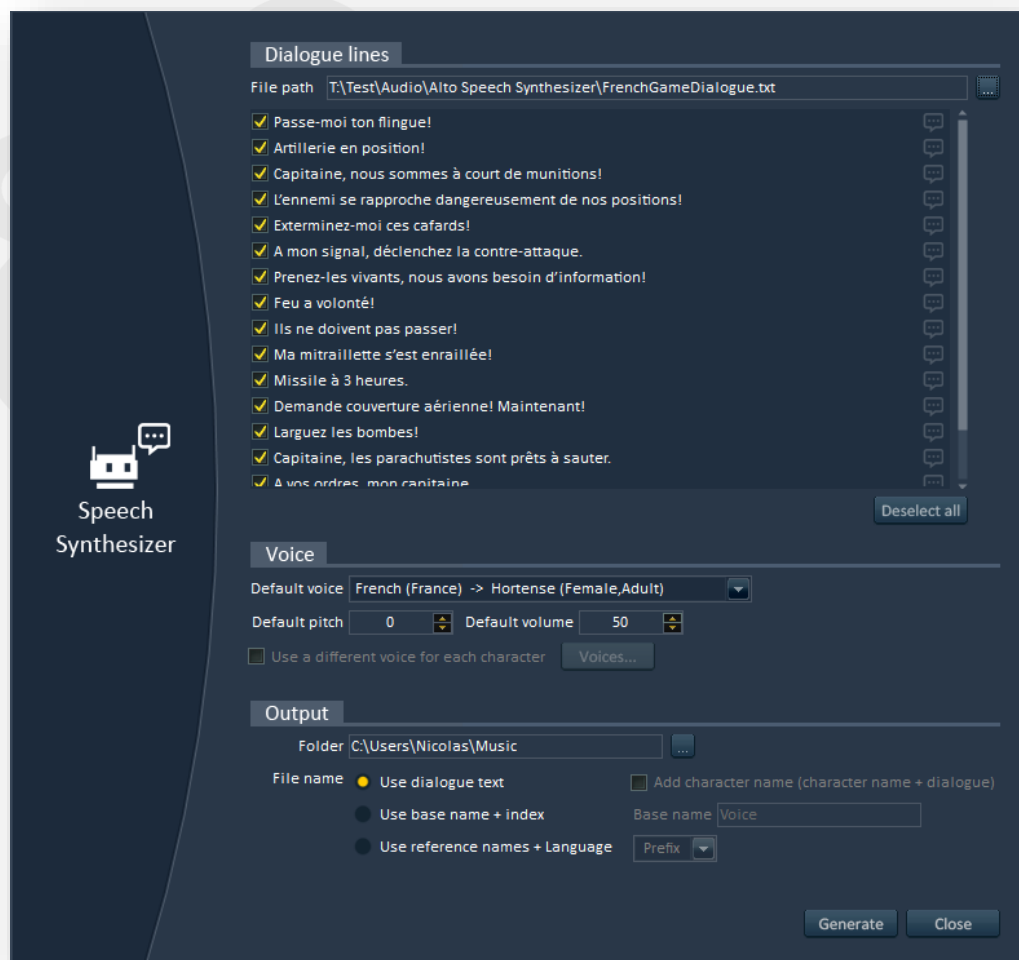 Dialogue lines
File path T:\Test\Audio\Alto Speech Synthesizer\FrenchGameDialogue.txt ...
Passe-moi ton flingue!
Artillerie en position!
Capitaine, nous sommes à court de munitions!
L'ennemi se rapproche dangereusement de nos positions!
Exterminez-moi ces cafards!
A mon signal, déclenchez la contre-attaque.
Prenez-les vivants, nous avons besoin d'information!
Feu a volonté!
Ils ne doivent pas passer!
Ma mitraillette s'est enraillée!
Missile à 3 heures.
Demande couverture aérienne! Maintenant!
Larguez les bombes!
Capitaine, les parachutistes sont prêts à sauter.
A vos ordres, mon capitaine
Deselect all
Speech
Synthesizer
Voice
Default voice French (France) -> Hortense (Female,Adult)
Default pitch 0 Default volume 50
Use a different voice for each character Voices...
Output
Folder C:\Users\Nicolas\Music ...
File name Use dialogue text Add character name (character name + dialogue)
Use base name + index Base name Voice
Use reference names + Language Prefix
Generate Close